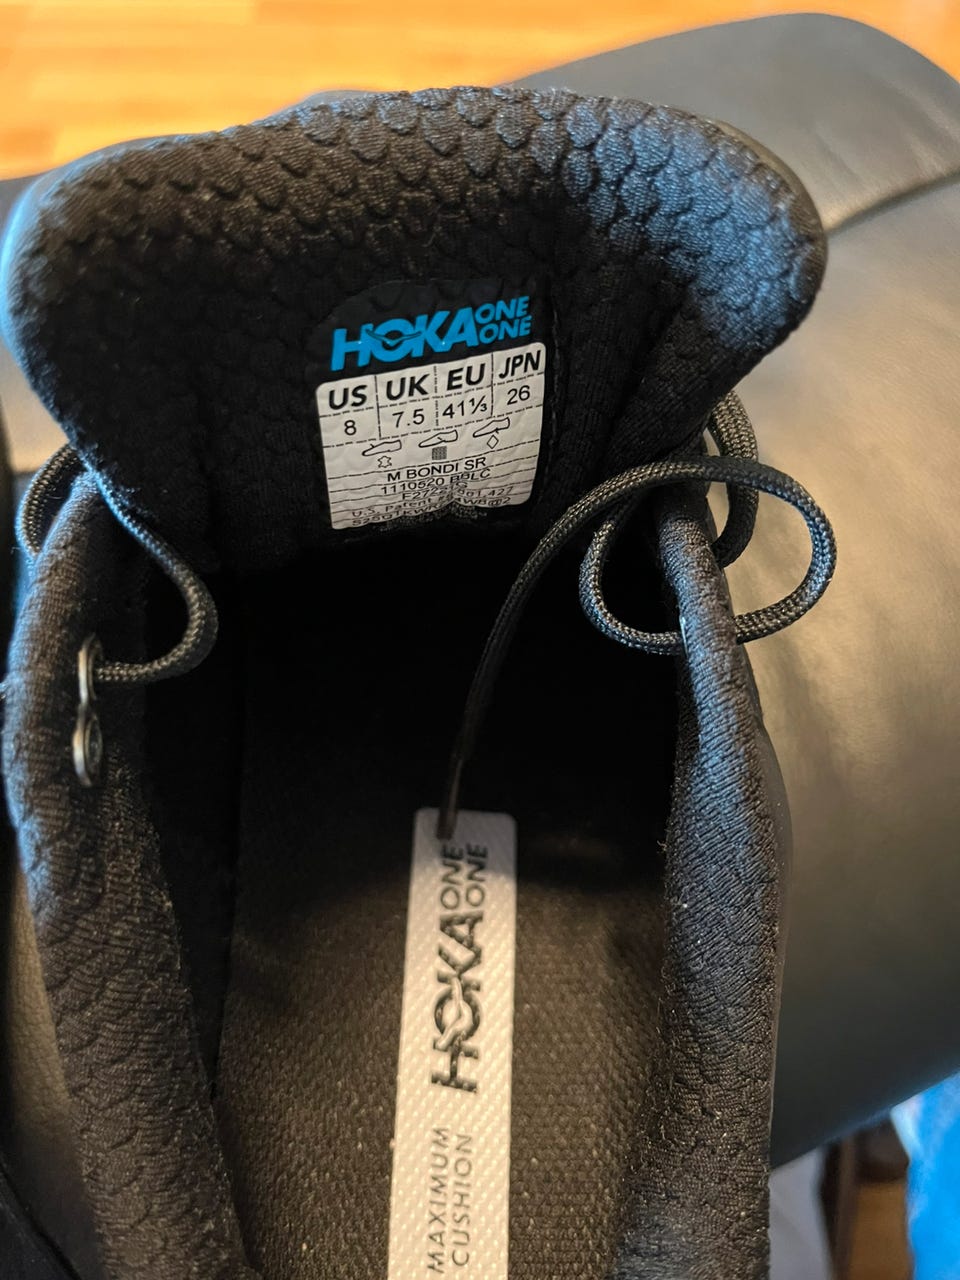 HOKA ONE ONE
US UK EU JPN
8 7.5 41⅓ 26
M BONDI SR
1110520 BBLC
U.S. Patent
HOKA ONE ONE
MAXIMUM
CUSHION